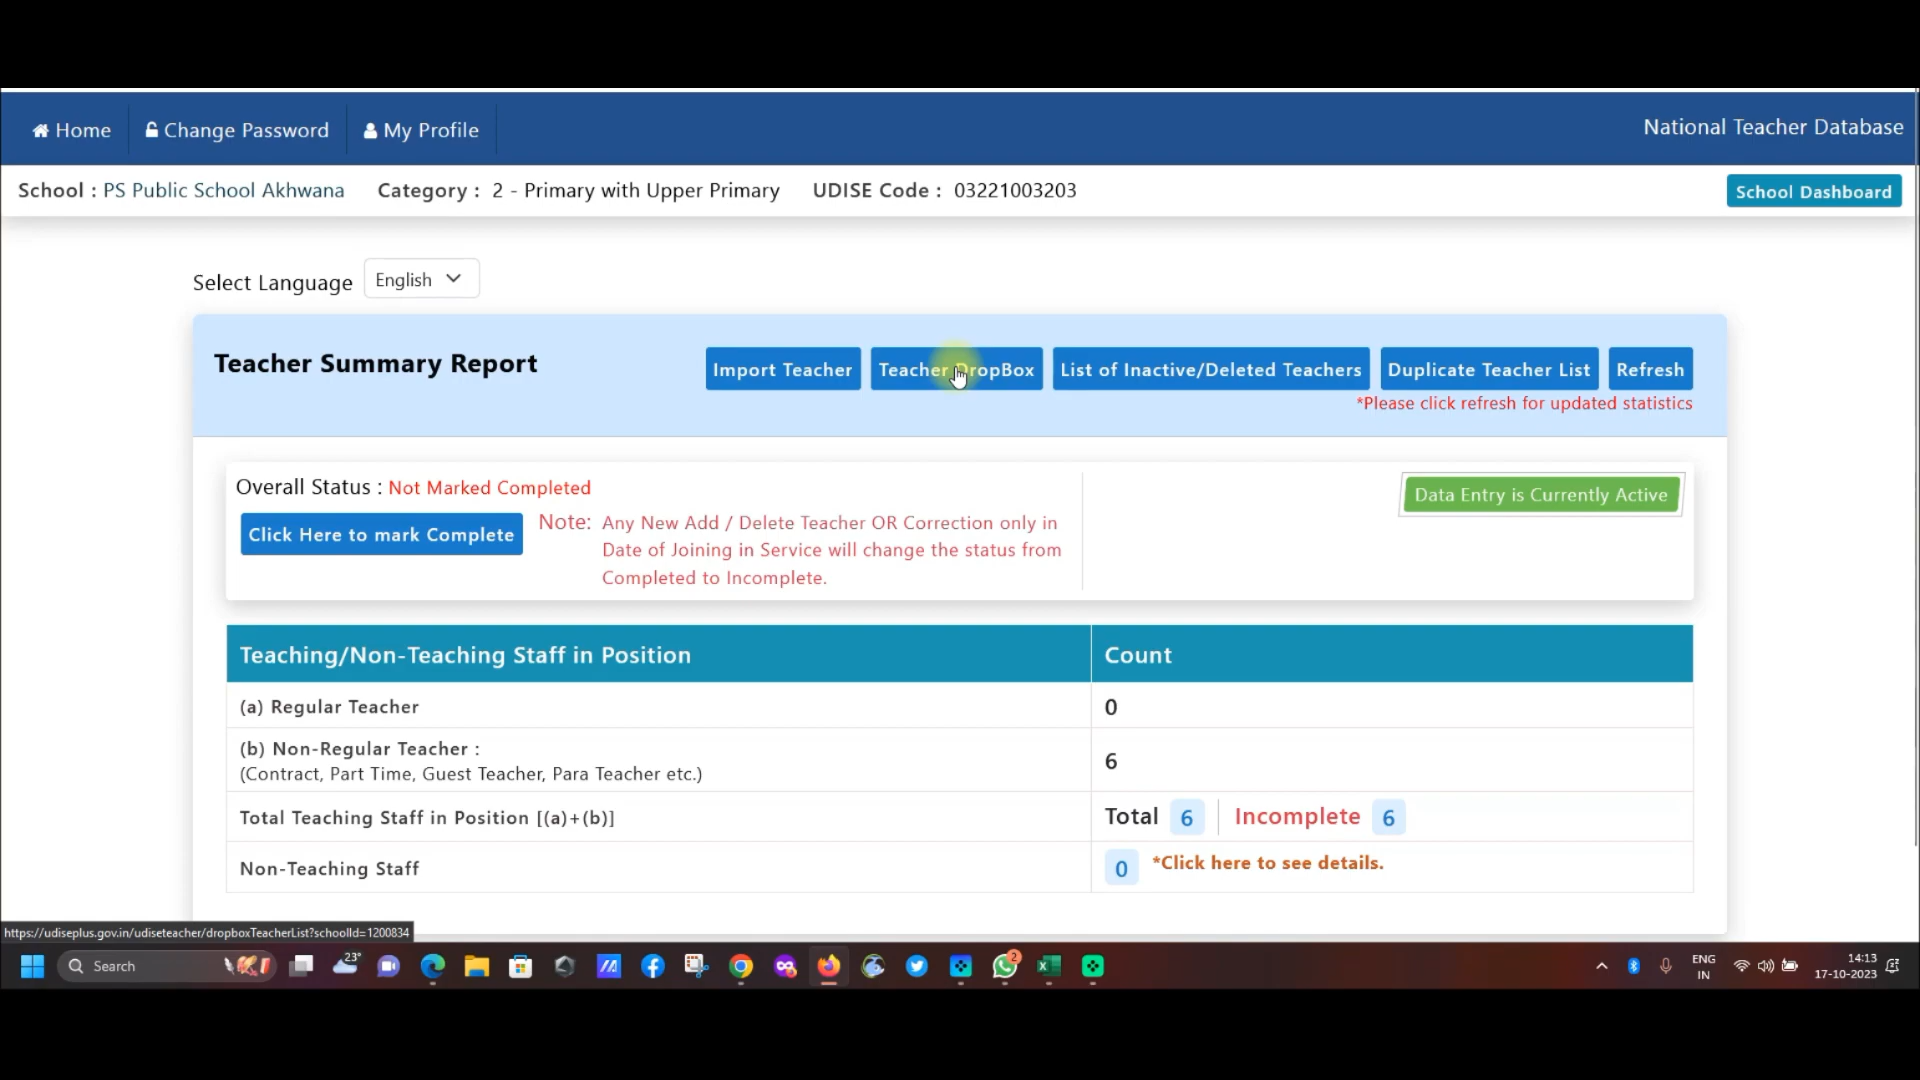 Home Change Password My Profile National Teacher Database
School : PS Public School Akhwana Category : 2 - Primary with Upper Primary UDISE Code : 03221003203 School Dashboard
Select Language English
Teacher Summary Report Import Teacher Teacher DropBox List of Inactive/Deleted Teachers Duplicate Teacher List Refresh
*Please click refresh for updated statistics
Overall Status : Not Marked Completed
Data Entry is Currently Active
Click Here to mark Complete
Note: Any New Add / Delete Teacher OR Correction only in
Date of Joining in Service will change the status from
Completed to Incomplete.
Teaching/Non-Teaching Staff in Position Count
(a) Regular Teacher 0
(b) Non-Regular Teacher :
(Contract, Part Time, Guest Teacher, Para Teacher etc.) 6
Total Teaching Staff in Position [(a)+(b)] Total 6 Incomplete 6
Non-Teaching Staff 0 *Click here to see details.
https://udiseplus.gov.in/udiseteacher/dropboxTeacherList?schoolId=1200834
Search 23° 2 ENG
IN
14:13
17-10-2023